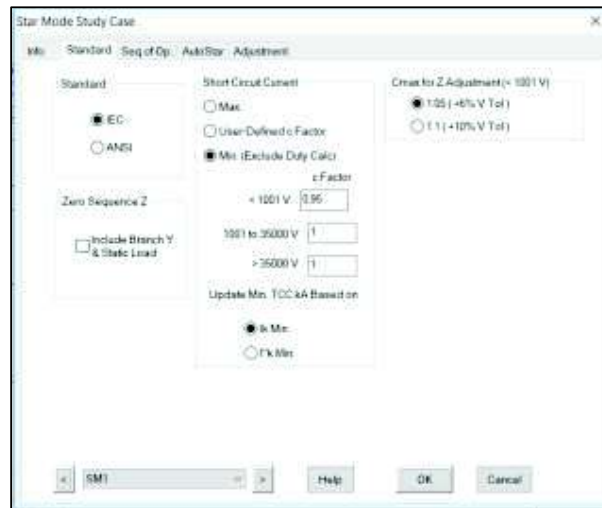 Star Mode Study Case
Info Standard Seq of Op. AutoStar Adjustment
Standard
IEC
ANSI
Zero Sequence Z
Include Branch Y
& Static Load
Short Circuit Current
Max.
User-Defined c Factor
Min. (Exclude Duty Calc)
c Factor
< 1001 V 0.95
1001 to 35000 V 1
> 35000 V 1
Update Min. TCC kA Based on
Ik Min.
I"k Min.
Cmax for Z Adjustment (< 1001 V)
1.05 ( +6% V Tol )
1.1 ( +10% V Tol )
< SM1 > Help OK Cancel